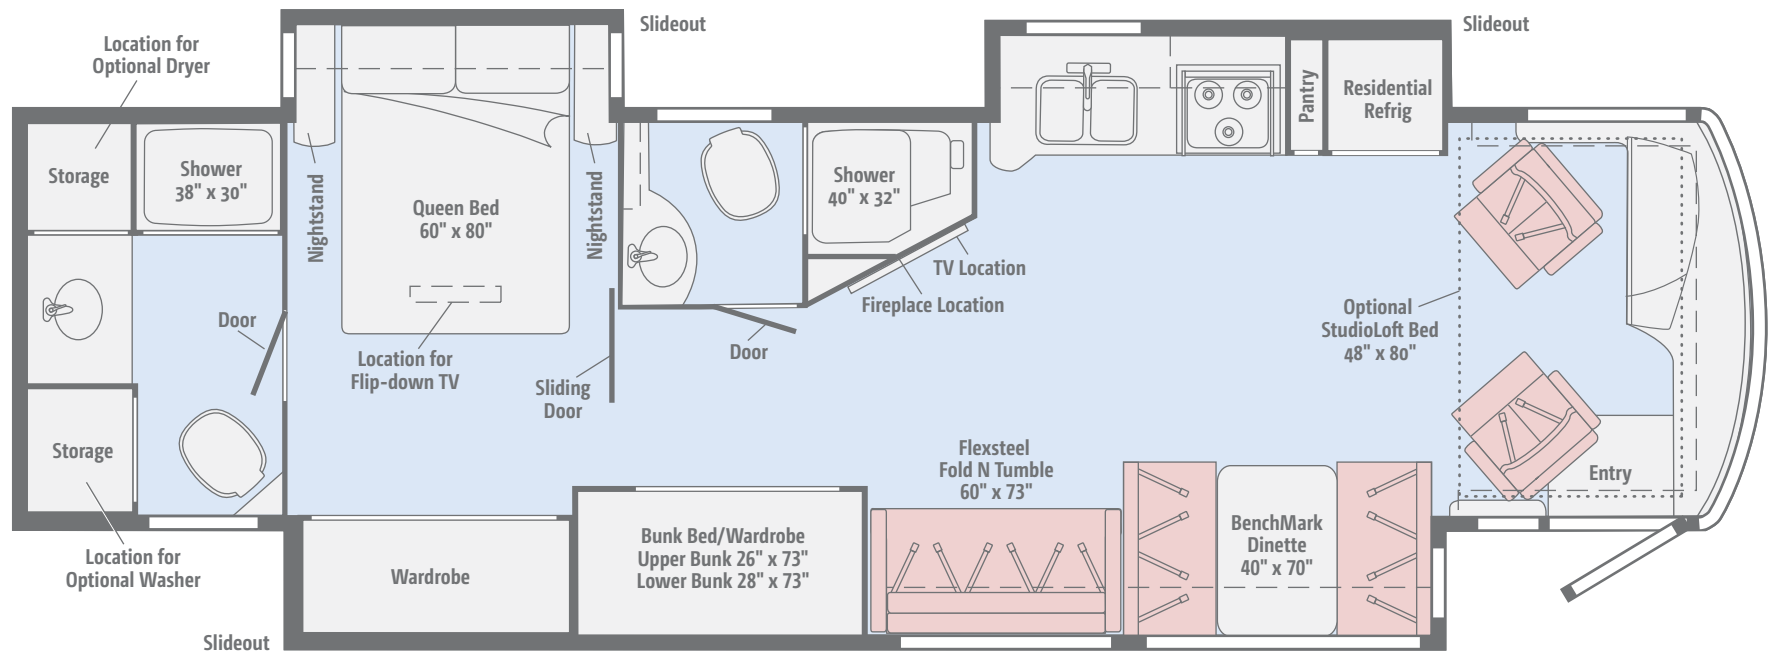 Slideout
Slideout
Location for
Optional Dryer
Storage
Shower
38" x 30"
Nightstand
Queen Bed
60" x 80"
Nightstand
Shower
40" x 32"
Pantry
Residential
Refrig
TV Location
Fireplace Location
Door
Door
Location for
Flip-down TV
Sliding
Door
Optional
StudioLoft Bed
48" x 80"
Storage
Flexsteel
Fold N Tumble
60" x 73"
Entry
Location for
Optional Washer
Wardrobe
Bunk Bed/Wardrobe
Upper Bunk 26" x 73"
Lower Bunk 28" x 73"
BenchMark
Dinette
40" x 70"
Slideout